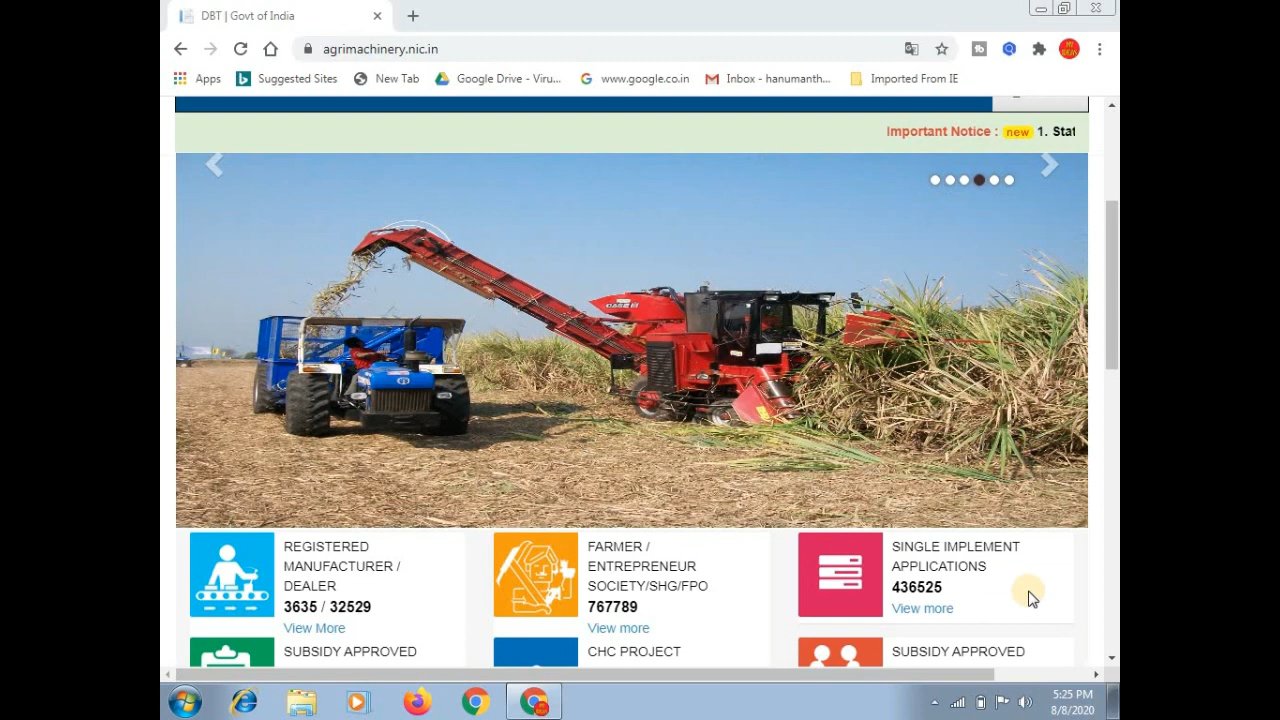 DBT | Govt of India
agrimachinery.nic.in
Apps
Suggested Sites
New Tab
Google Drive - Viru...
www.google.co.in
Inbox - hanumanth...
Imported From IE
Important Notice : new 1. Stat
CASE IH
REGISTERED
MANUFACTURER /
DEALER
3635 / 32529
View More
FARMER /
ENTREPRENEUR
SOCIETY/SHG/FPO
767789
View more
SINGLE IMPLEMENT
APPLICATIONS
436525
View more
SUBSIDY APPROVED
CHC PROJECT
SUBSIDY APPROVED
5:25 PM
8/8/2020